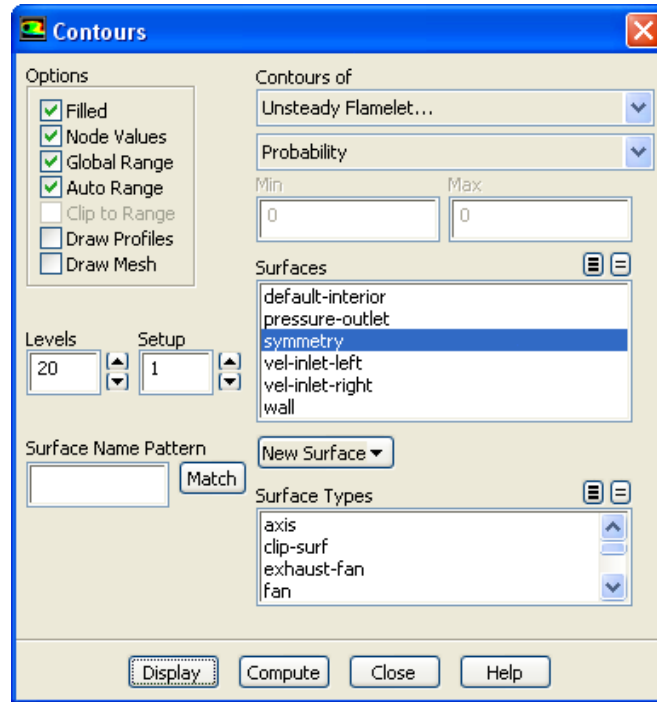 Contours
Options
Filled
Node Values
Global Range
Auto Range
Clip to Range
Draw Profiles
Draw Mesh
Levels
Setup
20
1
Surface Name Pattern
Match
Contours of
Unsteady Flamelet...
Probability
Min
Max
0
0
Surfaces
default-interior
pressure-outlet
symmetry
vel-inlet-left
vel-inlet-right
wall
New Surface
Surface Types
axis
clip-surf
exhaust-fan
fan
Display
Compute
Close
Help